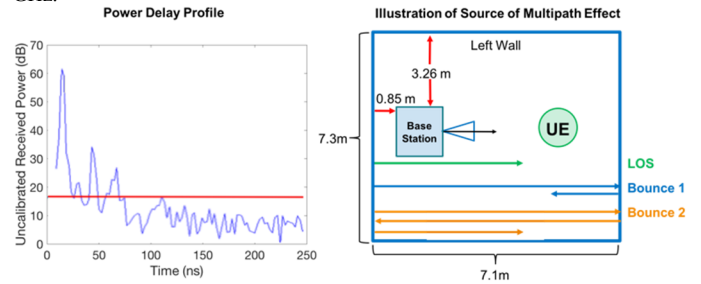 Power Delay Profile
Uncalibrated Received Power (dB)
70
60
50
40
30
20
10
0
0 50 100 150 200 250
Time (ns)
Illustration of Source of Multipath Effect
Left Wall
3.26 m
0.85 m
Base
Station
UE
7.3m
LOS
Bounce 1
Bounce 2
7.1m